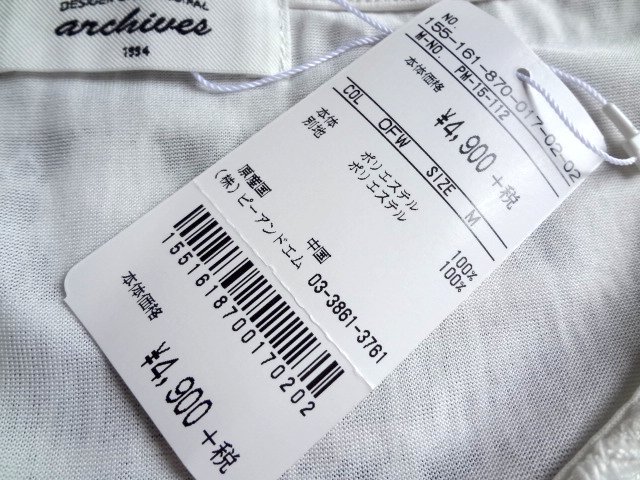 DESIGNER ORIGINAL
archives
1994
NO. 155-161-870-017-02-02
M-NO. PM-15-112
本体価格 ¥4,900 +税
COL OFW SIZE M
本体 ポリエステル 100%
別地 ポリエステル 100%
原産国 中国
(株)ビーアンドエム 03-3861-3761
155161870017020２
本体価格
¥4,900 +税